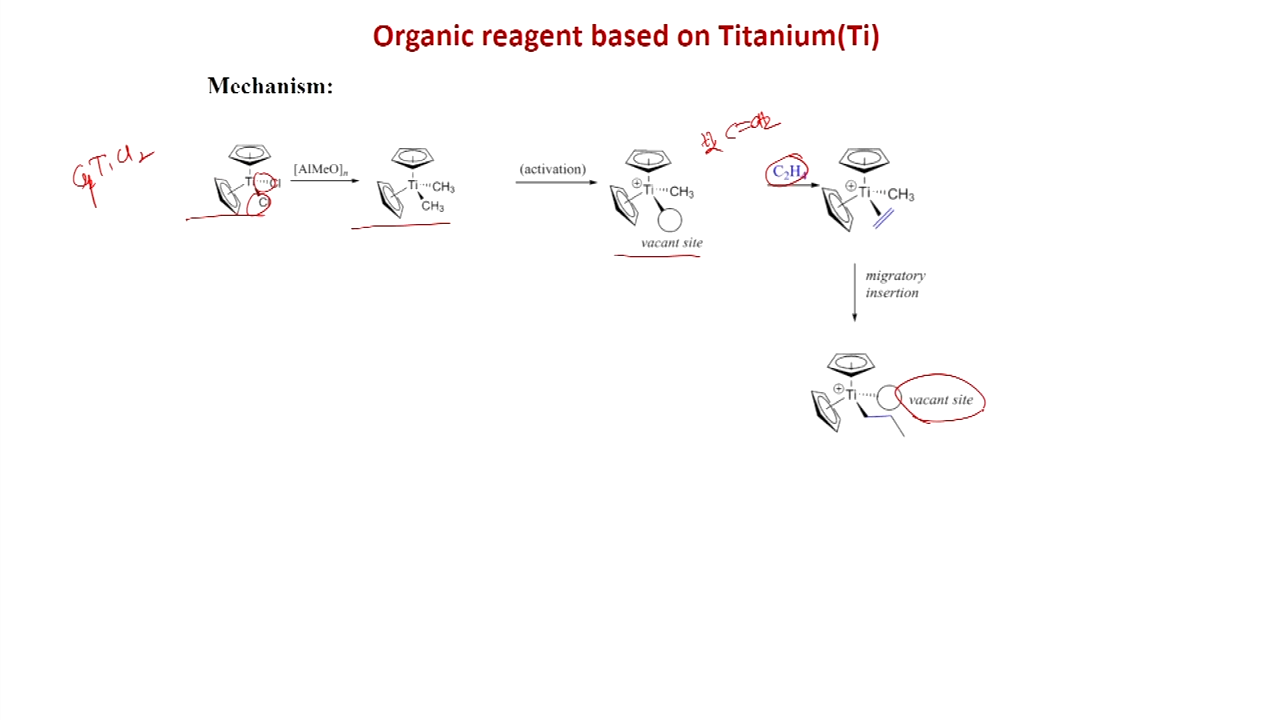 Organic reagent based on Titanium(Ti)
Mechanism:
Cp₂TiCl₂
Ti Cl
Cl
[AlMeO]n
Ti CH₃
CH₃
(activation)
⊕ Ti CH₃
vacant site
C₂H₄
⊕ Ti CH₃
migratory
insertion
⊕ Ti vacant site